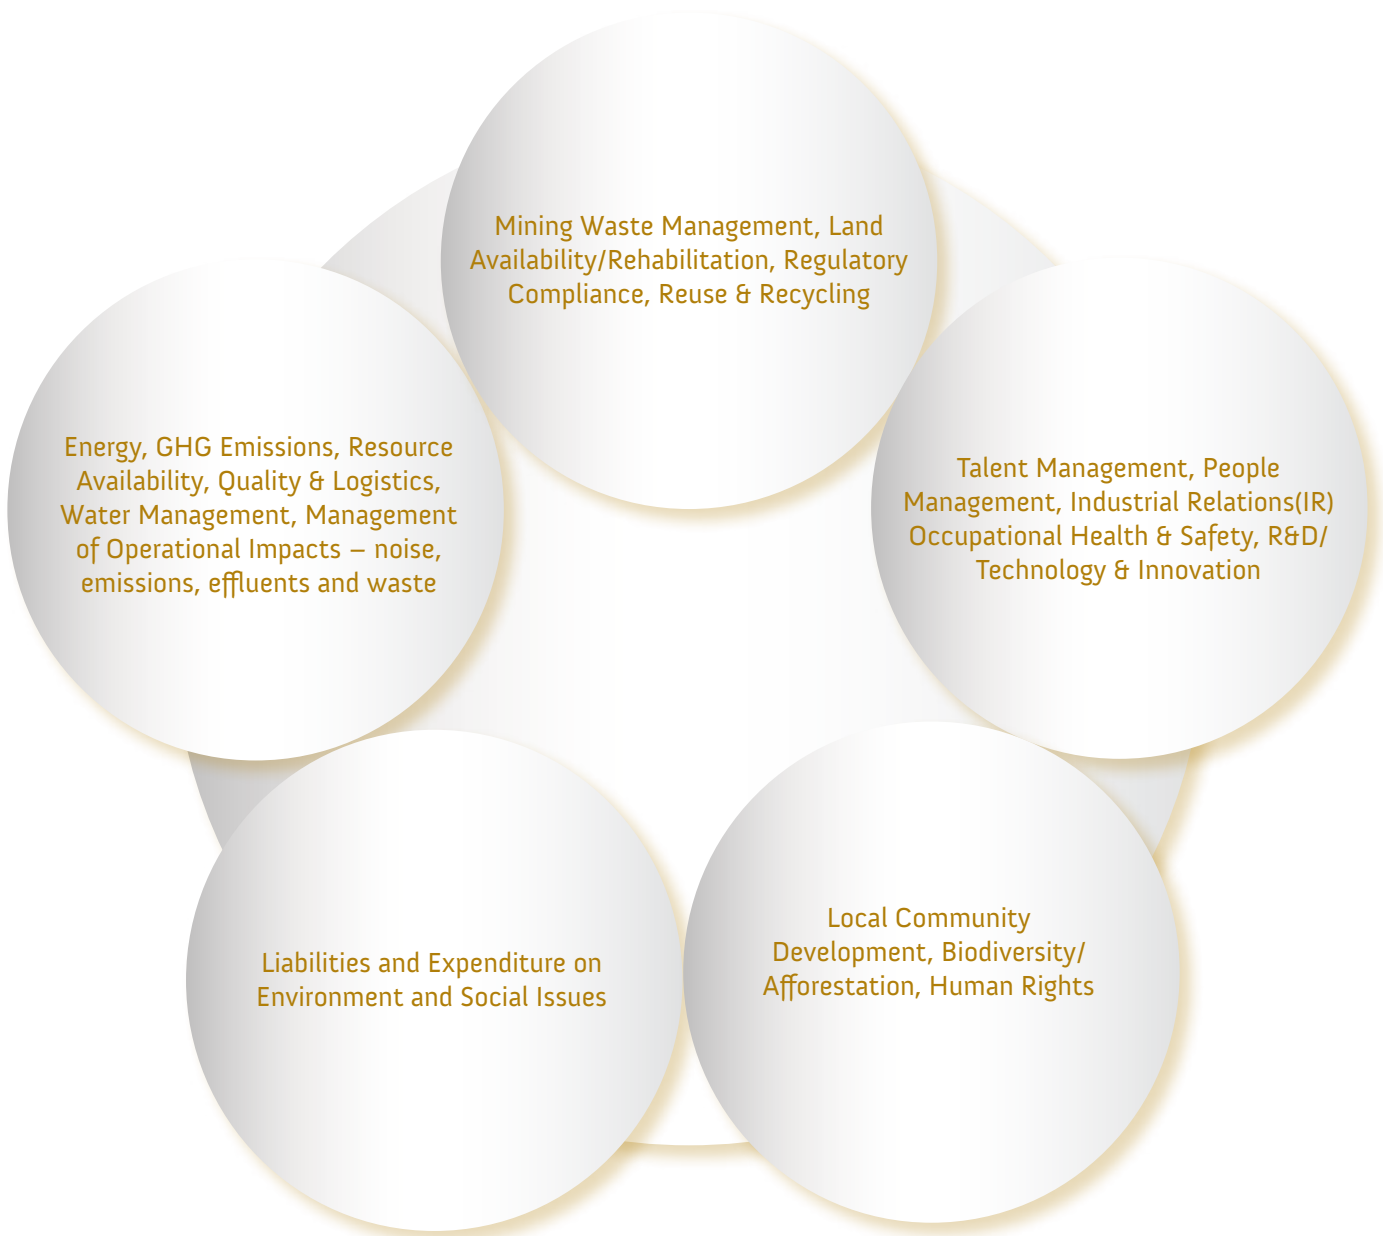 Mining Waste Management, Land
Availability/Rehabilitation, Regulatory
Compliance, Reuse & Recycling
Energy, GHG Emissions, Resource
Availability, Quality & Logistics,
Water Management, Management
of Operational Impacts – noise,
emissions, effluents and waste
Talent Management, People
Management, Industrial Relations(IR)
Occupational Health & Safety, R&D/
Technology & Innovation
Liabilities and Expenditure on
Environment and Social Issues
Local Community
Development, Biodiversity/
Afforestation, Human Rights